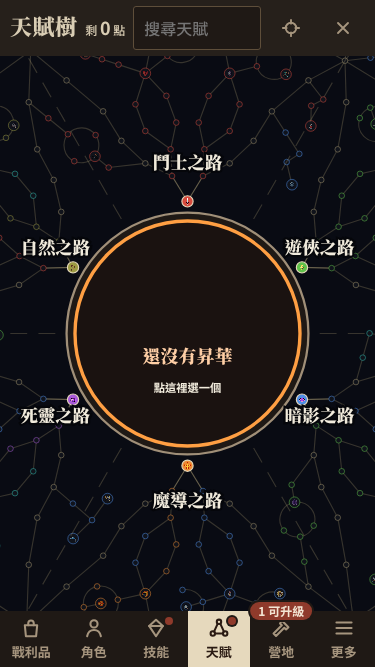 天賦樹 剩0點 搜尋天賦
鬥士之路
自然之路 遊俠之路
還沒有昇華
點這裡選一個
死靈之路 暗影之路
魔導之路
1 可升級
戰利品 角色 技能 天賦 營地 更多